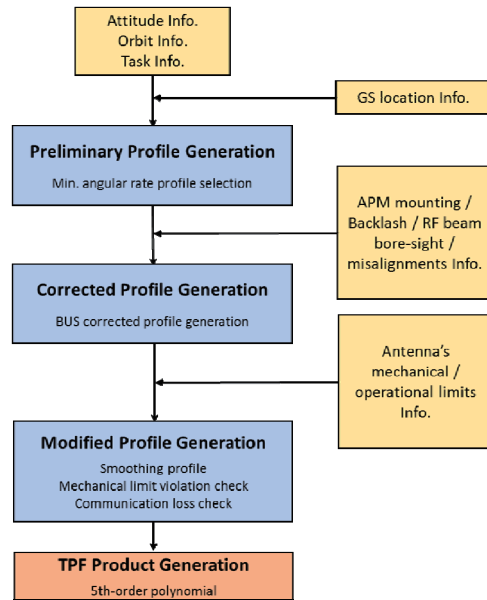 Attitude Info.
Orbit Info.
Task Info.
GS location Info.
Preliminary Profile Generation
Min. angular rate profile selection
APM mounting /
Backlash / RF beam
bore-sight /
misalignments Info.
Corrected Profile Generation
BUS corrected profile generation
Antenna's
mechanical /
operational limits
Info.
Modified Profile Generation
Smoothing profile
Mechanical limit violation check
Communication loss check
TPF Product Generation
5th-order polynomial